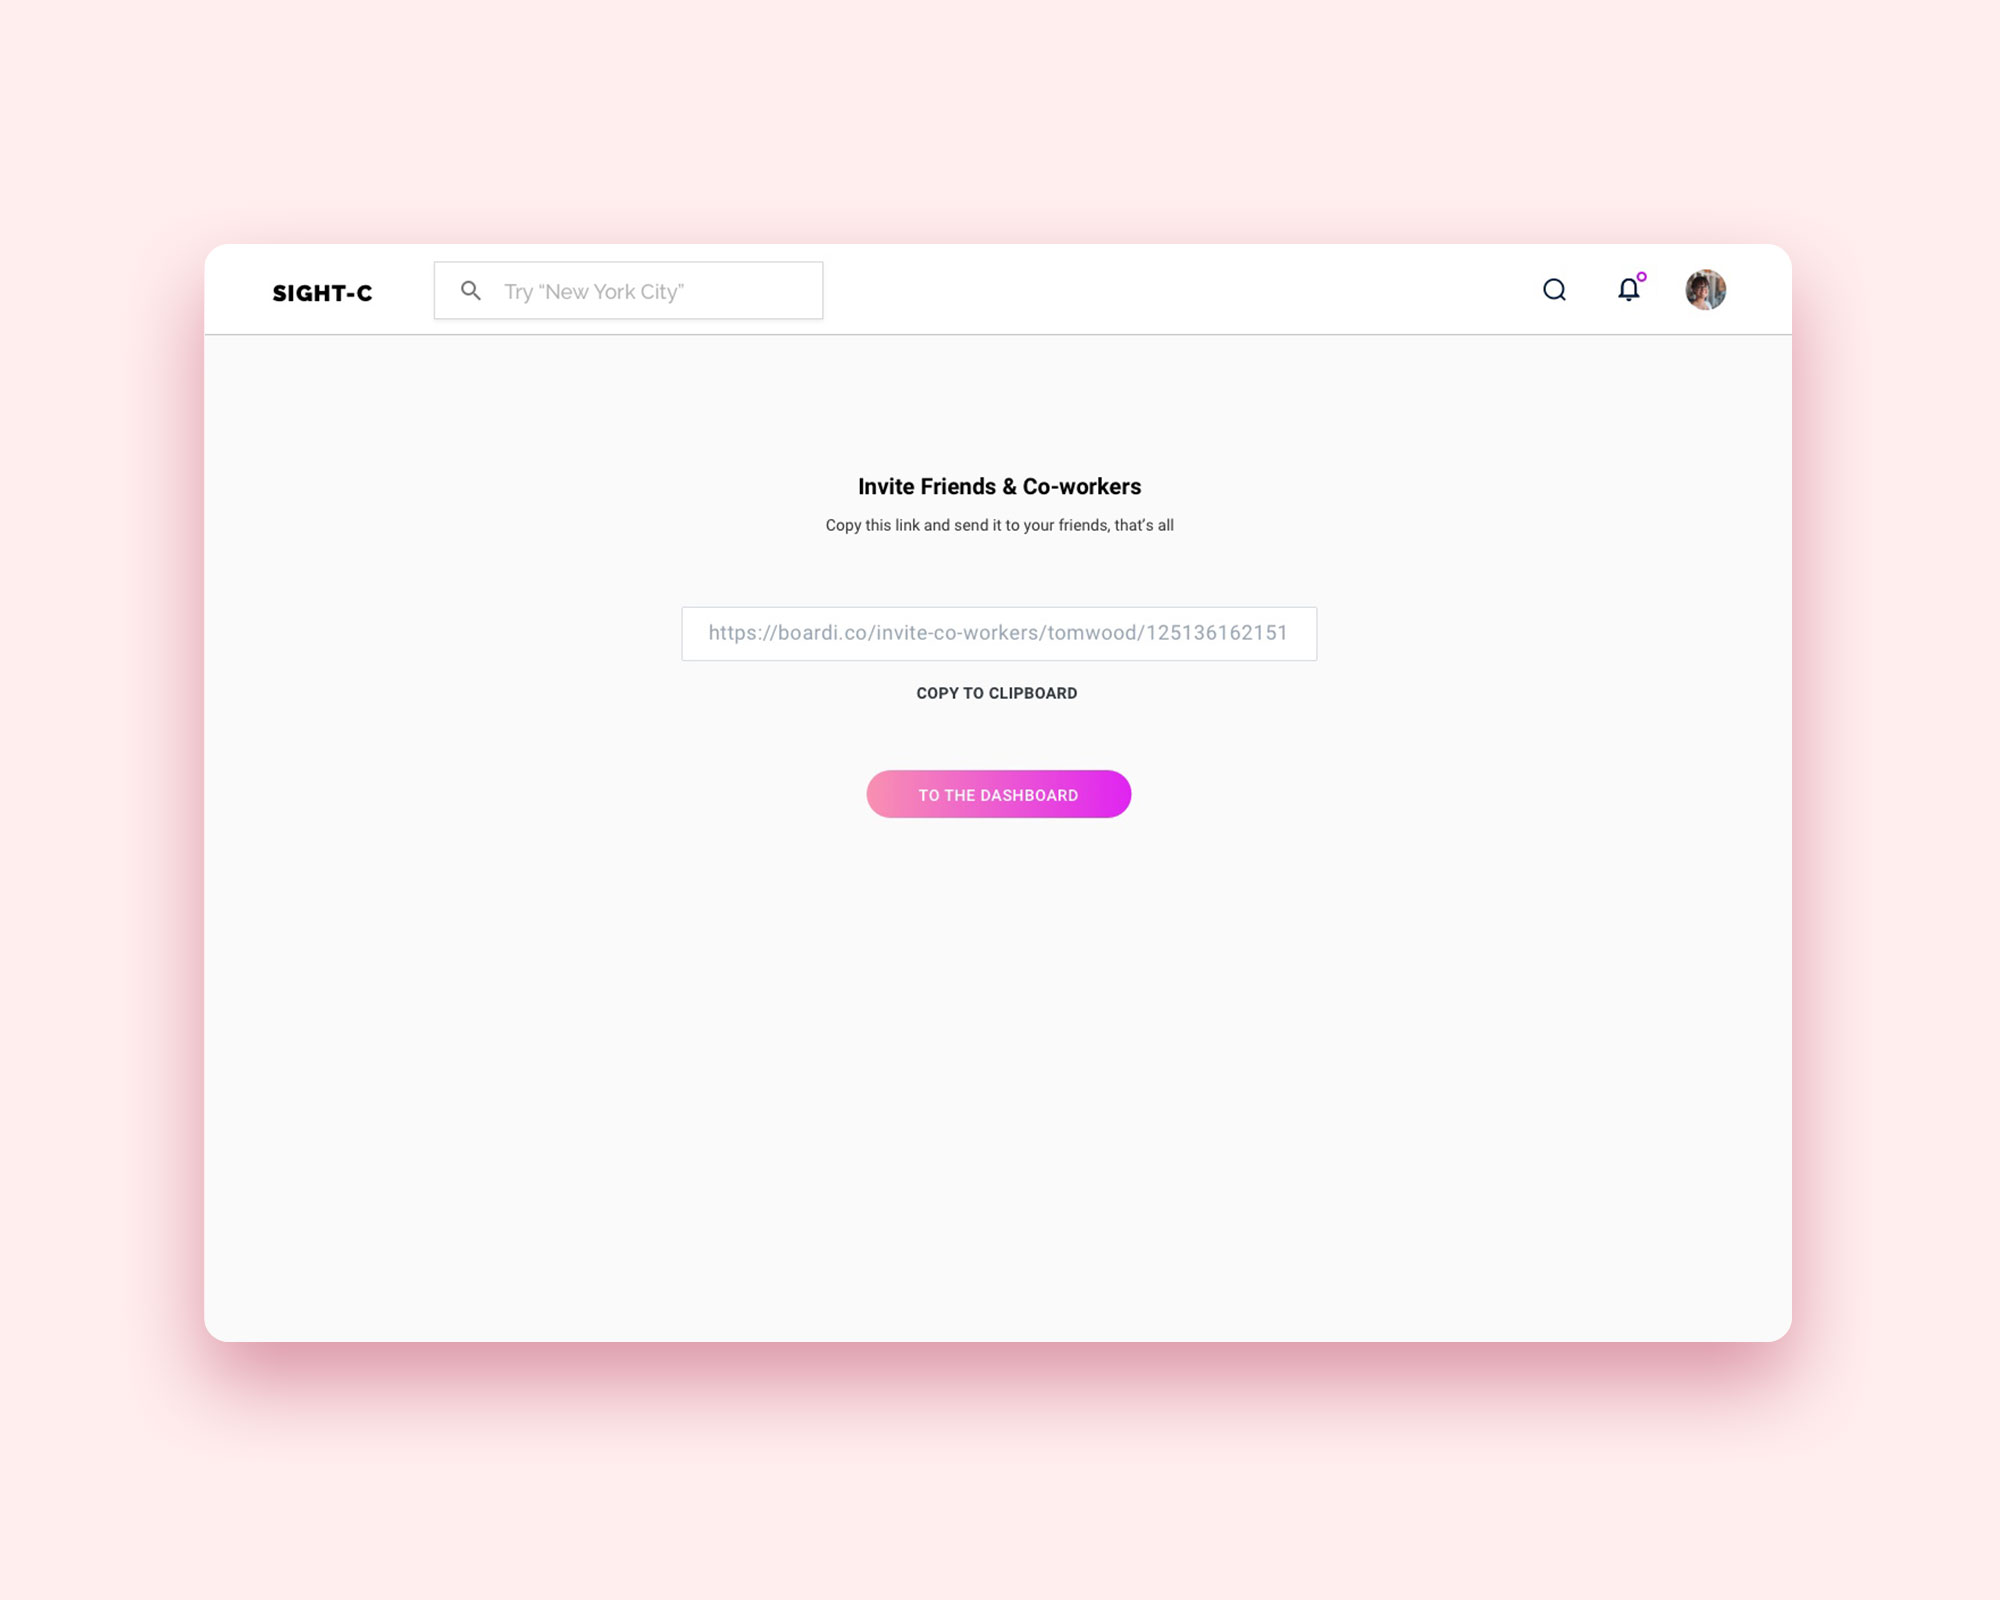 SIGHT-C
Try “New York City”
Invite Friends & Co-workers
Copy this link and send it to your friends, that’s all
https://boardi.co/invite-co-workers/tomwood/125136162151
COPY TO CLIPBOARD
TO THE DASHBOARD